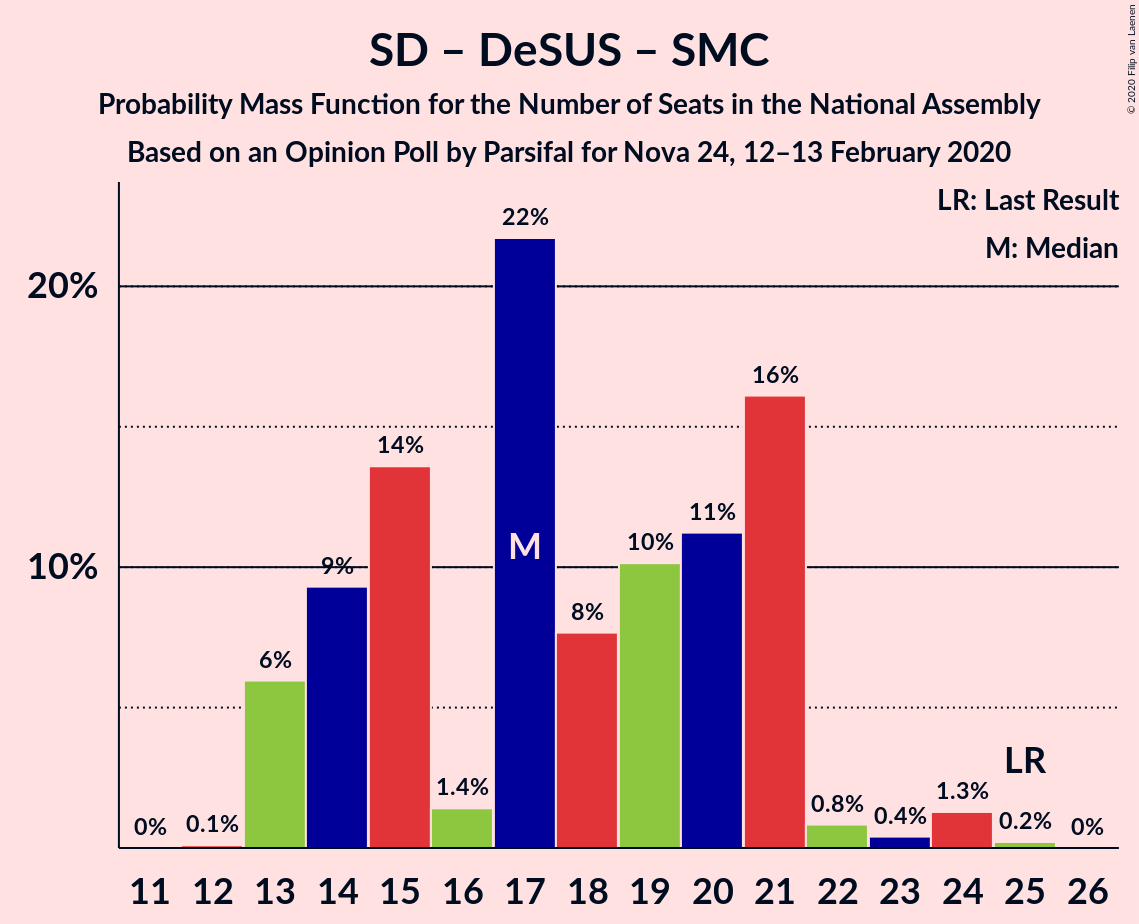 SD – DeSUS – SMC
Probability Mass Function for the Number of Seats in the National Assembly
Based on an Opinion Poll by Parsifal for Nova 24, 12–13 February 2020
© 2020 Filip van Laenen
LR: Last Result
M: Median
20%
10%
0%
0.1%
6%
9%
14%
1.4%
22%
M
8%
10%
11%
16%
0.8%
0.4%
1.3%
LR
0.2%
0%
11 12 13 14 15 16 17 18 19 20 21 22 23 24 25 26